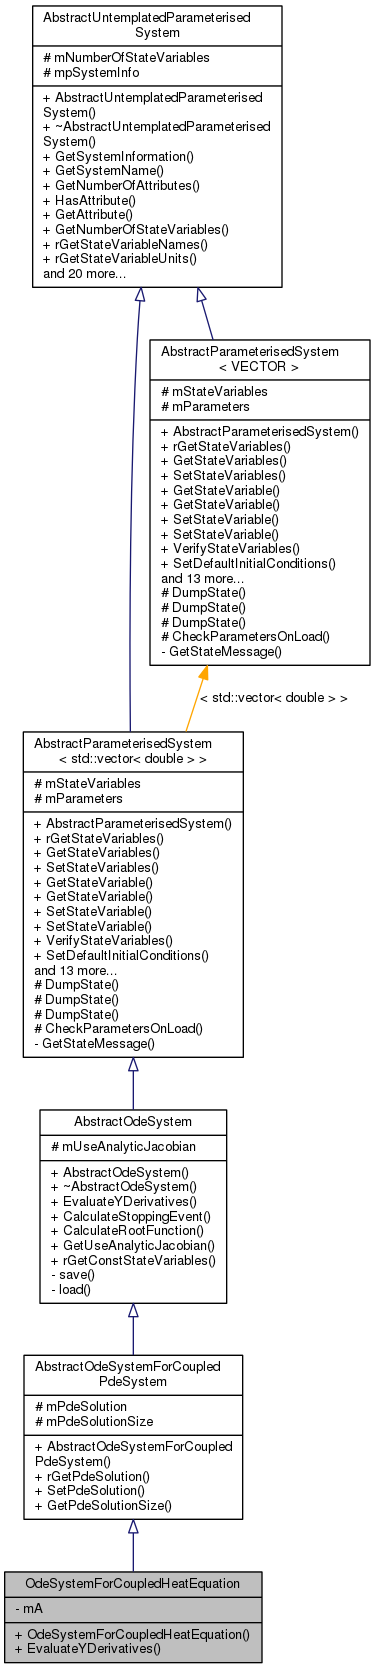 AbstractUntemplatedParameterised
System
# mNumberOfStateVariables
# mpSystemInfo
+ AbstractUntemplatedParameterised
System()
+ ~AbstractUntemplatedParameterised
System()
+ GetSystemInformation()
+ GetSystemName()
+ GetNumberOfAttributes()
+ HasAttribute()
+ GetAttribute()
+ GetNumberOfStateVariables()
+ rGetStateVariableNames()
+ rGetStateVariableUnits()
and 20 more...
AbstractParameterisedSystem
< VECTOR >
# mStateVariables
# mParameters
+ AbstractParameterisedSystem()
+ rGetStateVariables()
+ GetStateVariables()
+ SetStateVariables()
+ GetStateVariable()
+ GetStateVariable()
+ SetStateVariable()
+ SetStateVariable()
+ VerifyStateVariables()
+ SetDefaultInitialConditions()
and 13 more...
# DumpState()
# DumpState()
# DumpState()
# CheckParametersOnLoad()
- GetStateMessage()
< std::vector< double > >
AbstractParameterisedSystem
< std::vector< double > >
# mStateVariables
# mParameters
+ AbstractParameterisedSystem()
+ rGetStateVariables()
+ GetStateVariables()
+ SetStateVariables()
+ GetStateVariable()
+ GetStateVariable()
+ SetStateVariable()
+ SetStateVariable()
+ VerifyStateVariables()
+ SetDefaultInitialConditions()
and 13 more...
# DumpState()
# DumpState()
# DumpState()
# CheckParametersOnLoad()
- GetStateMessage()
AbstractOdeSystem
# mUseAnalyticJacobian
+ AbstractOdeSystem()
+ ~AbstractOdeSystem()
+ EvaluateYDerivatives()
+ CalculateStoppingEvent()
+ CalculateRootFunction()
+ GetUseAnalyticJacobian()
+ rGetConstStateVariables()
- save()
- load()
AbstractOdeSystemForCoupled
PdeSystem
# mPdeSolution
# mPdeSolutionSize
+ AbstractOdeSystemForCoupled
PdeSystem()
+ rGetPdeSolution()
+ SetPdeSolution()
+ GetPdeSolutionSize()
OdeSystemForCoupledHeatEquation
- mA
+ OdeSystemForCoupledHeatEquation()
+ EvaluateYDerivatives()